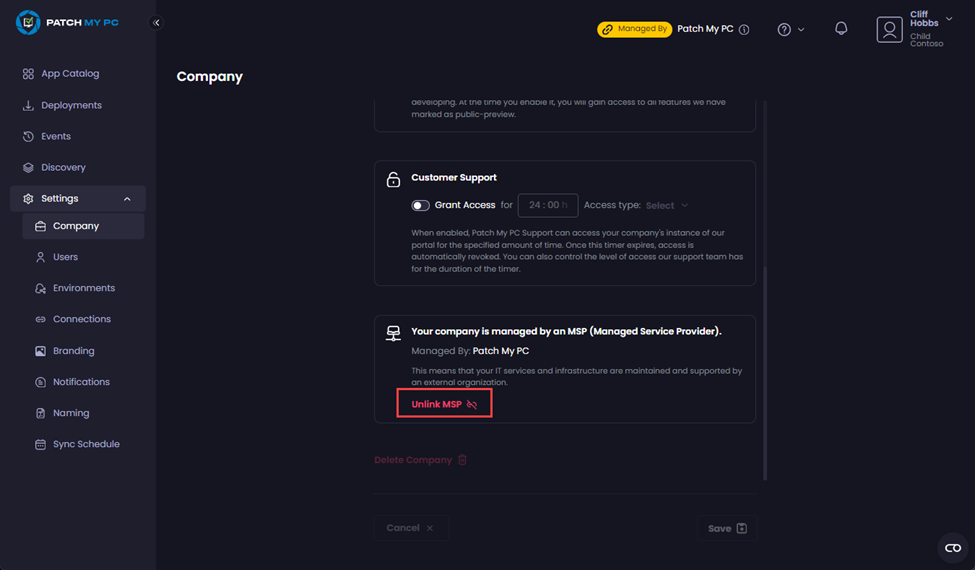 PATCH MY PC
Managed By
Patch My PC
Cliff
Hobbs
Child
Contoso
App Catalog
Deployments
Events
Discovery
Settings
Company
Users
Environments
Connections
Branding
Notifications
Naming
Sync Schedule
Company
developing. At the time you enable it, you will gain access to all features we have
marked as public-preview.
Customer Support
Grant Access for 24 : 00 h Access type: Select
When enabled, Patch My PC Support can access your company's instance of our
portal for the specified amount of time. Once this timer expires, access is
automatically revoked. You can also control the level of access our support team has
for the duration of the timer.
Your company is managed by an MSP (Managed Service Provider).
Managed By: Patch My PC
This means that your IT services and infrastructure are maintained and supported by
an external organization.
Unlink MSP
Delete Company
Cancel
Save